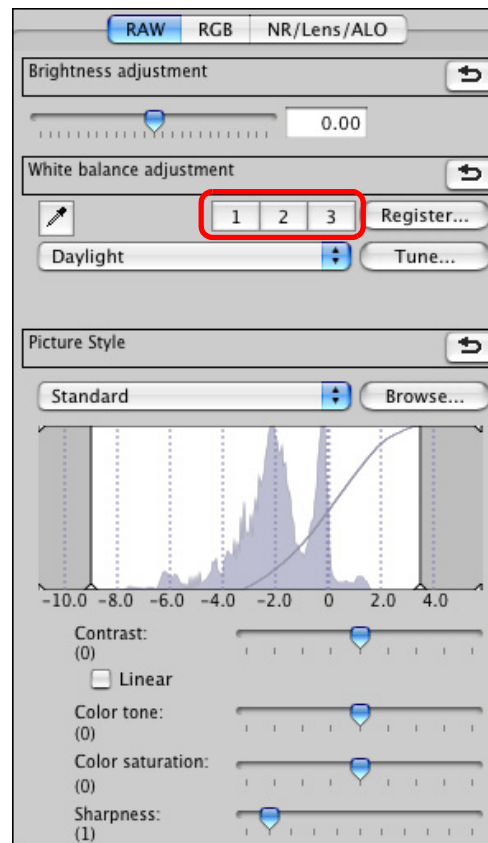 RAW RGB NR/Lens/ALO
Brightness adjustment
0.00
White balance adjustment
1 2 3 Register...
Daylight Tune...
Picture Style
Standard Browse...
-10.0 -8.0 -6.0 -4.0 -2.0 0 2.0 4.0
Contrast:
(0)
Linear
Color tone:
(0)
Color saturation:
(0)
Sharpness:
(1)